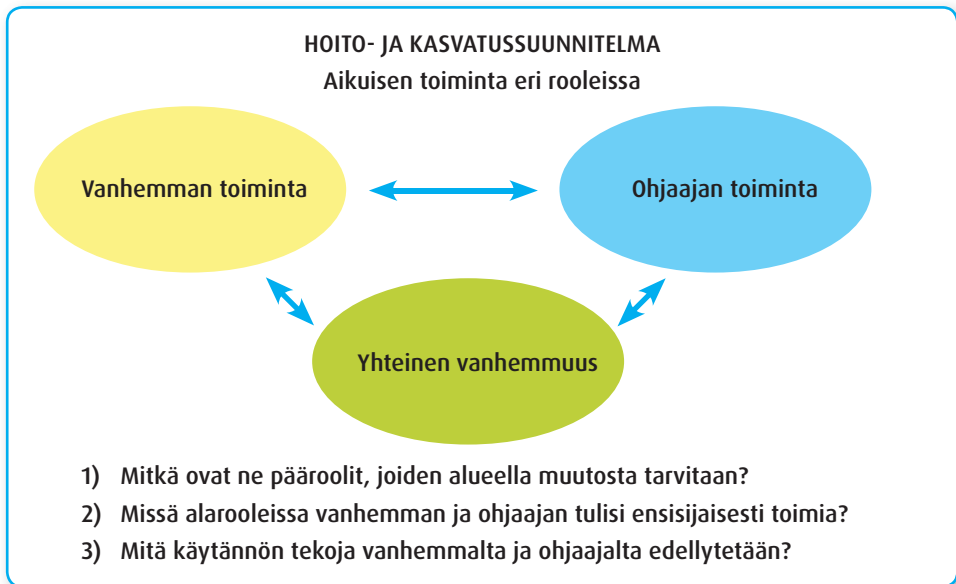 HOITO- JA KASVATUSSUUNNITELMA
Aikuisen toiminta eri rooleissa
Vanhemman toiminta
Ohjaajan toiminta
Yhteinen vanhemmuus
1) Mitkä ovat ne pääroolit, joiden alueella muutosta tarvitaan?
2) Missä alarooleissa vanhemman ja ohjaajan tulisi ensisijaisesti toimia?
3) Mitä käytännön tekoja vanhemmalta ja ohjaajalta edellytetään?